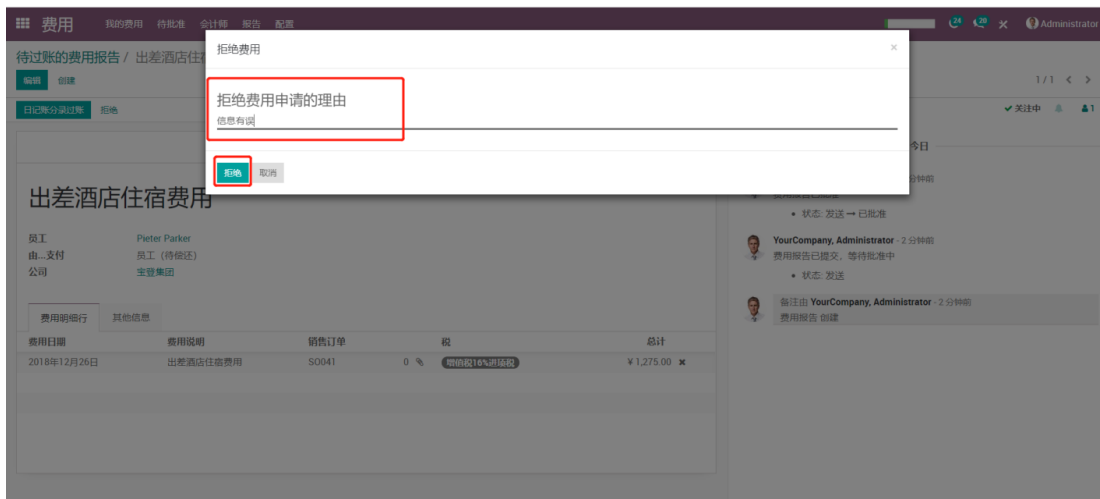 费用 我的费用 待批准 会计师 报告 配置 24 20 Administrator
待过账的费用报告 / 出差酒店住
编辑 创建 1 / 1
日记账分录过账 拒绝 关注中 1
拒绝费用 ×
拒绝费用申请的理由
信息有误
拒绝 取消
今日
分钟前
出差酒店住宿费用
• 状态: 发送 → 已批准
员工 Pieter Parker
由...支付 员工 (待偿还)
公司 宝登集团
YourCompany, Administrator - 2 分钟前
费用报告已提交，等待批准中
• 状态: 发送
备注由 YourCompany, Administrator - 2 分钟前
费用报告 创建
费用明细行 其他信息
费用日期 费用说明 销售订单 税 总计
2018年12月26日 出差酒店住宿费用 SO041 0 增值税16%进项税 ¥ 1,275.00